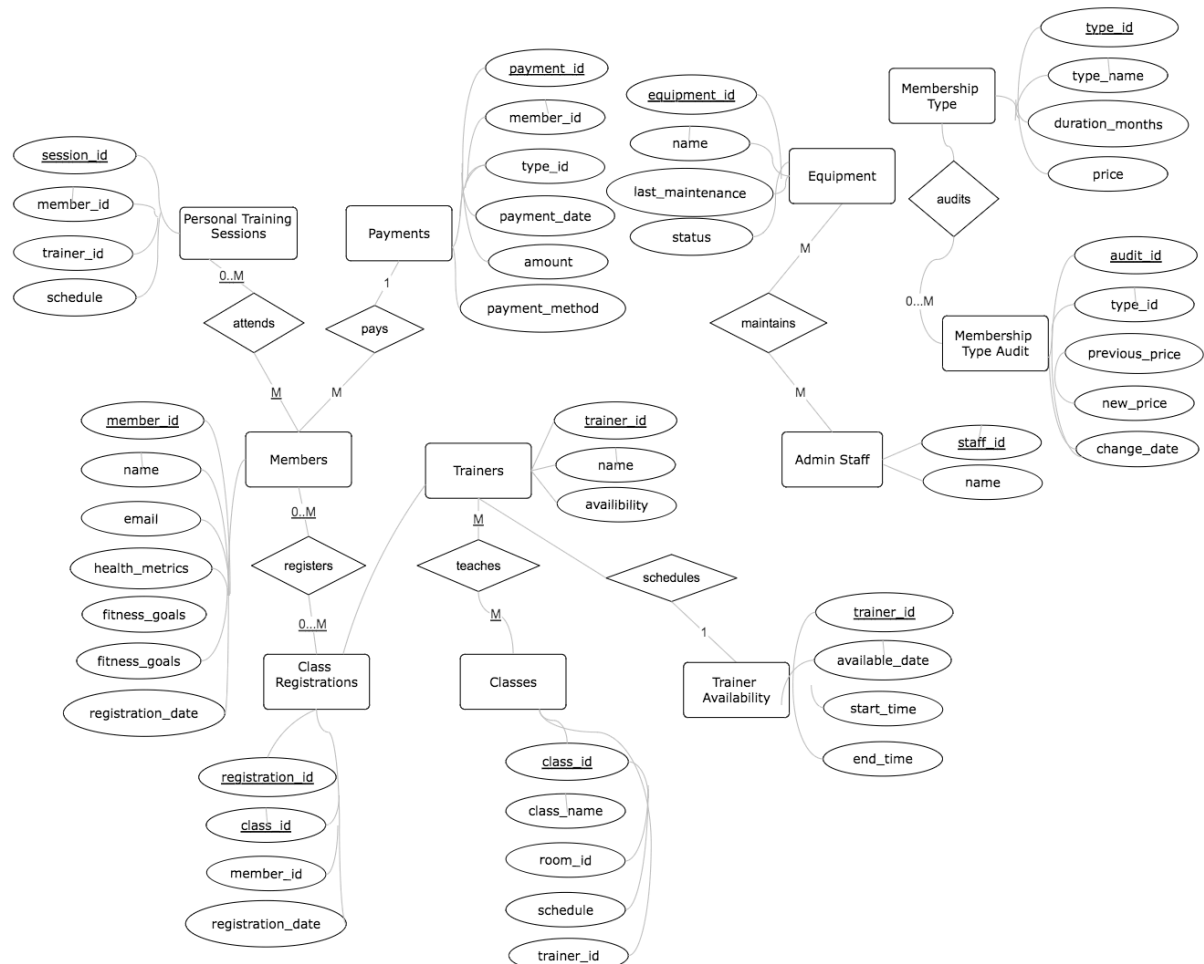 type_id
payment_id
Membership
Type
type_name
equipment_id
member_id
duration_months
name
session_id
type_id
Equipment
price
last_maintenance
audits
member_id
Personal Training
Sessions
Payments
payment_date
status
trainer_id
M
audit_id
amount
0..M
1
schedule
payment_method
0...M
type_id
attends
pays
maintains
Membership
Type Audit
previous_price
M
M
M
new_price
member_id
trainer_id
staff_id
change_date
Members
Trainers
Admin Staff
name
name
name
availibility
0..M
M
email
registers
teaches
health_metrics
schedules
fitness_goals
M
trainer_id
0...M
1
fitness_goals
available_date
Class
Registrations
Classes
Trainer
Availability
registration_date
start_time
class_id
end_time
registration_id
class_name
class_id
room_id
member_id
schedule
registration_date
trainer_id